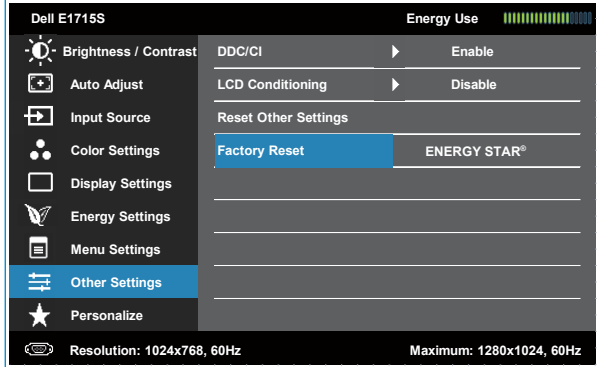 Dell E1715S Energy Use
Brightness / Contrast DDC/CI Enable
Auto Adjust LCD Conditioning Disable
Input Source Reset Other Settings
Color Settings Factory Reset ENERGY STAR®
Display Settings
Energy Settings
Menu Settings
Other Settings
Personalize
Resolution: 1024x768, 60Hz Maximum: 1280x1024, 60Hz